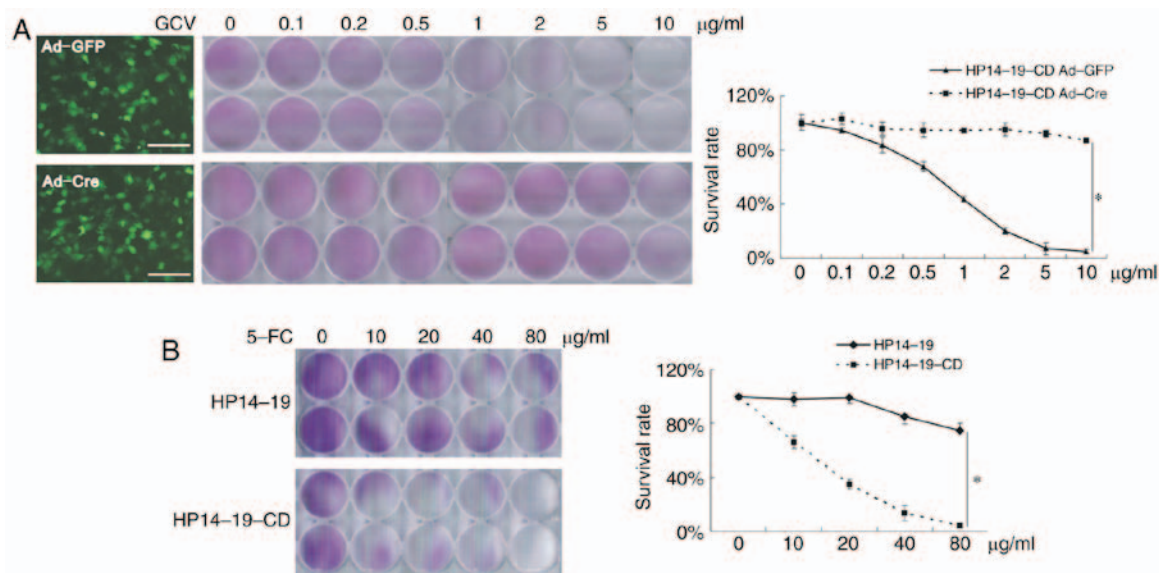 A
GCV 0 0.1 0.2 0.5 1 2 5 10 μg/ml
Ad–GFP
Ad–Cre
HP14–19–CD Ad–GFP
HP14–19–CD Ad–Cre
Survival rate
120%
80%
40%
0%
0 0.1 0.2 0.5 1 2 5 10 μg/ml
*
B
5–FC 0 10 20 40 80 μg/ml
HP14–19
HP14–19–CD
HP14–19
HP14–19–CD
Survival rate
120%
80%
40%
0%
0 10 20 40 80 μg/ml
*